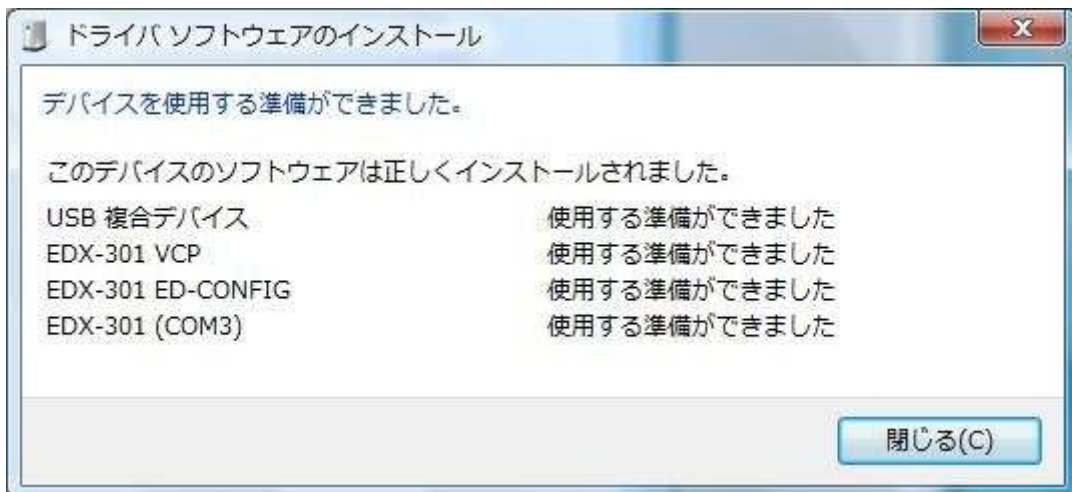 ドライバ ソフトウェアのインストール
デバイスを使用する準備ができました。
このデバイスのソフトウェアは正しくインストールされました。
USB 複合デバイス 使用する準備ができました
EDX-301 VCP 使用する準備ができました
EDX-301 ED-CONFIG 使用する準備ができました
EDX-301 (COM3) 使用する準備ができました
閉じる(C)